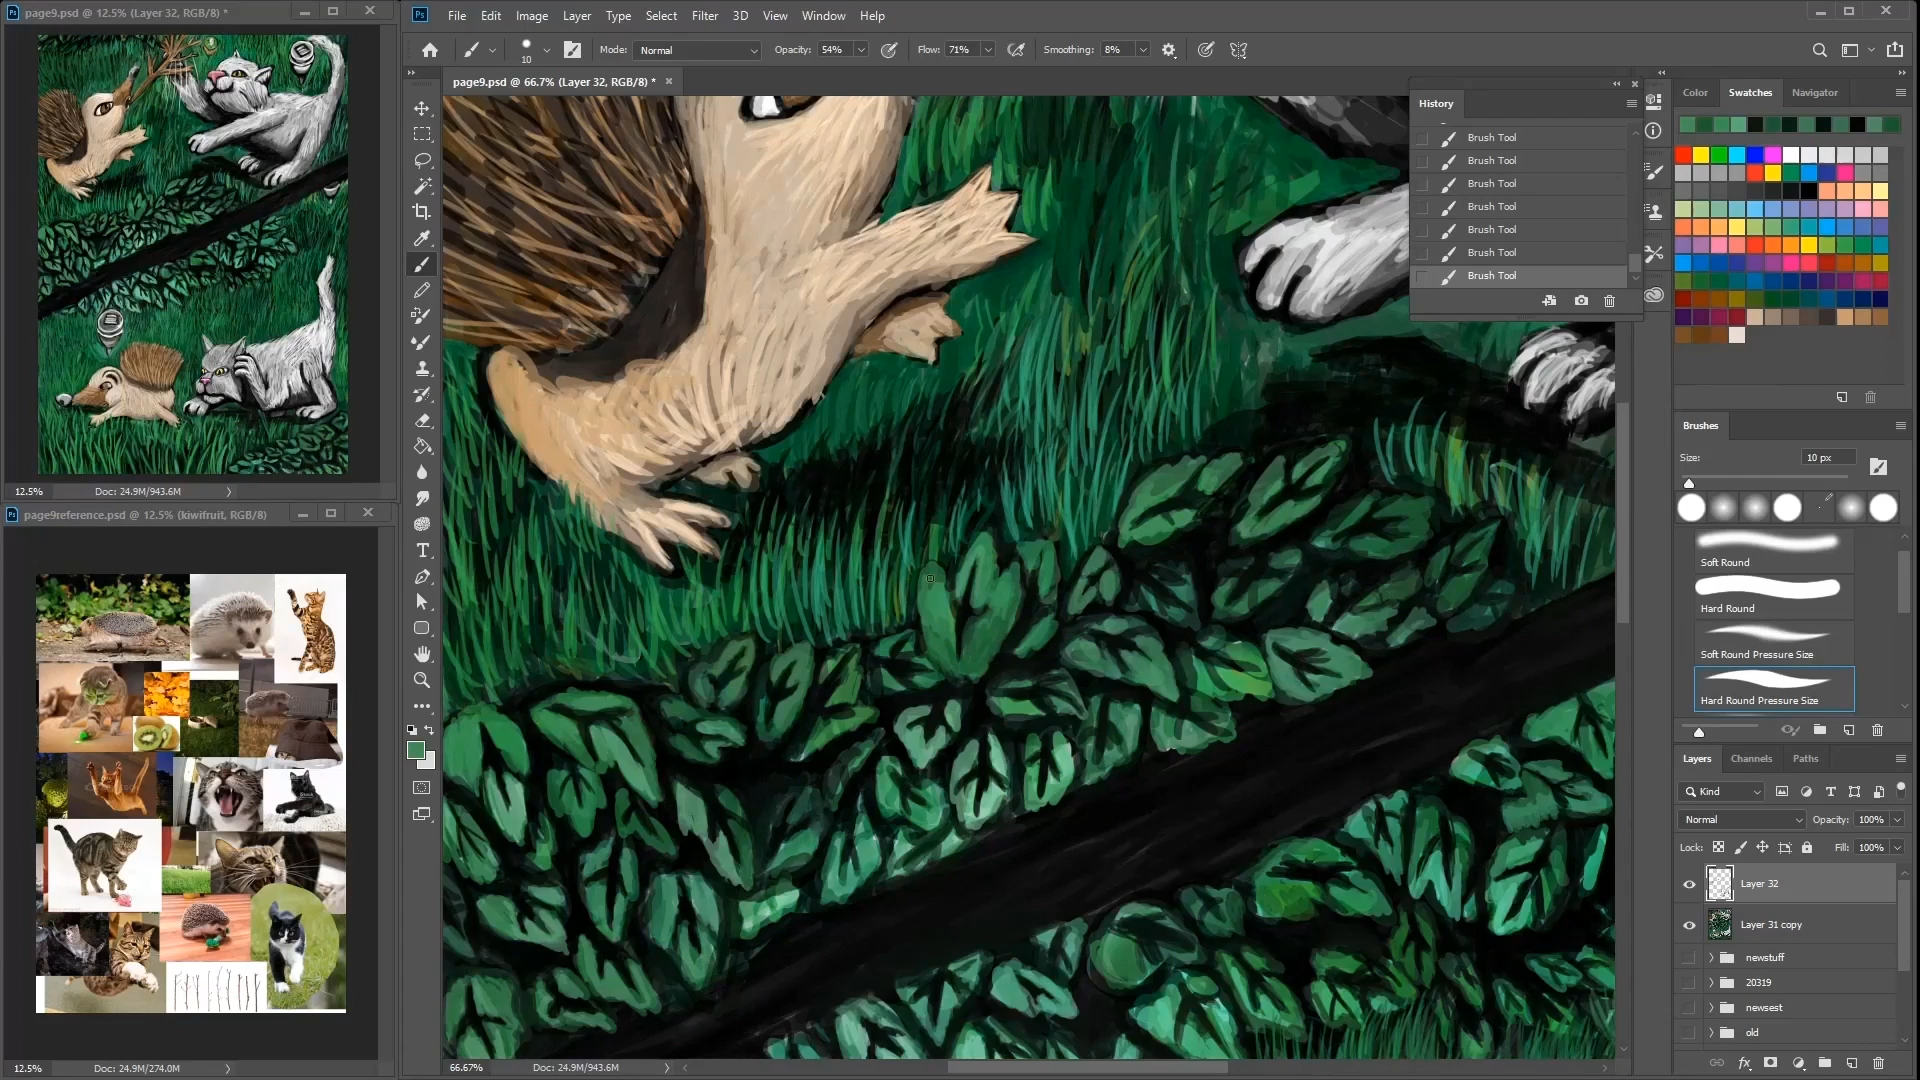 page9.psd @ 12.5% (Layer 32, RGB/8) *
12.5% Doc: 24.9M/943.6M
page9reference.psd @ 12.5% (kiwifruit, RGB/8)
12.5% Doc: 24.9M/274.0M
File Edit Image Layer Type Select Filter 3D View Window Help
10 Mode: Normal Opacity: 54% Flow: 71% Smoothing: 8%
page9.psd @ 66.7% (Layer 32, RGB/8) *
History
Brush Tool
Brush Tool
Brush Tool
Brush Tool
Brush Tool
Brush Tool
Brush Tool
66.67% Doc: 24.9M/943.6M
Color Swatches Navigator
Brushes
Size: 10 px
Soft Round
Hard Round
Soft Round Pressure Size
Hard Round Pressure Size
Layers Channels Paths
Kind
Normal Opacity: 100%
Lock: Fill: 100%
Layer 32
Layer 31 copy
newstuff
20319
newsest
old